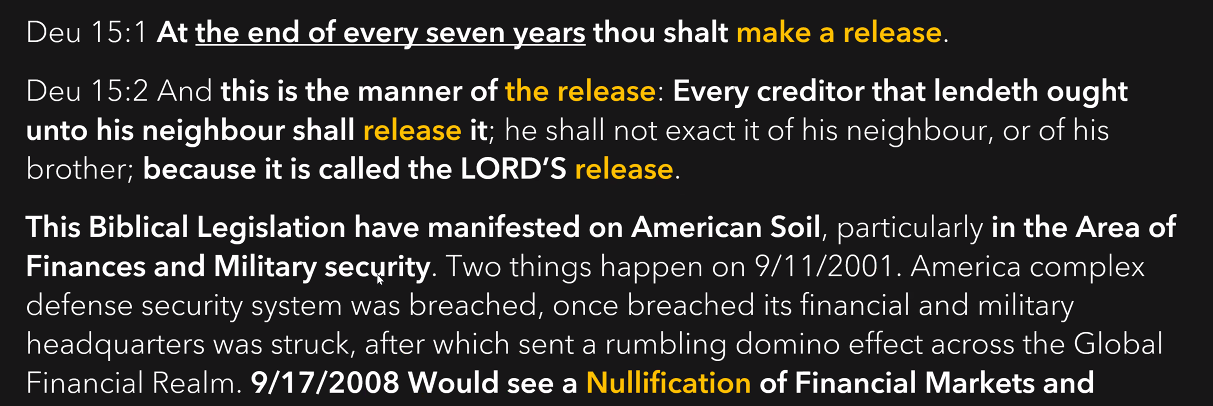 Deu 15:1 At the end of every seven years thou shalt make a release.
Deu 15:2 And this is the manner of the release: Every creditor that lendeth ought
unto his neighbour shall release it; he shall not exact it of his neighbour, or of his
brother; because it is called the LORD’S release.
This Biblical Legislation have manifested on American Soil, particularly in the Area of
Finances and Military security. Two things happen on 9/11/2001. America complex
defense security system was breached, once breached its financial and military
headquarters was struck, after which sent a rumbling domino effect across the Global
Financial Realm. 9/17/2008 Would see a Nullification of Financial Markets and